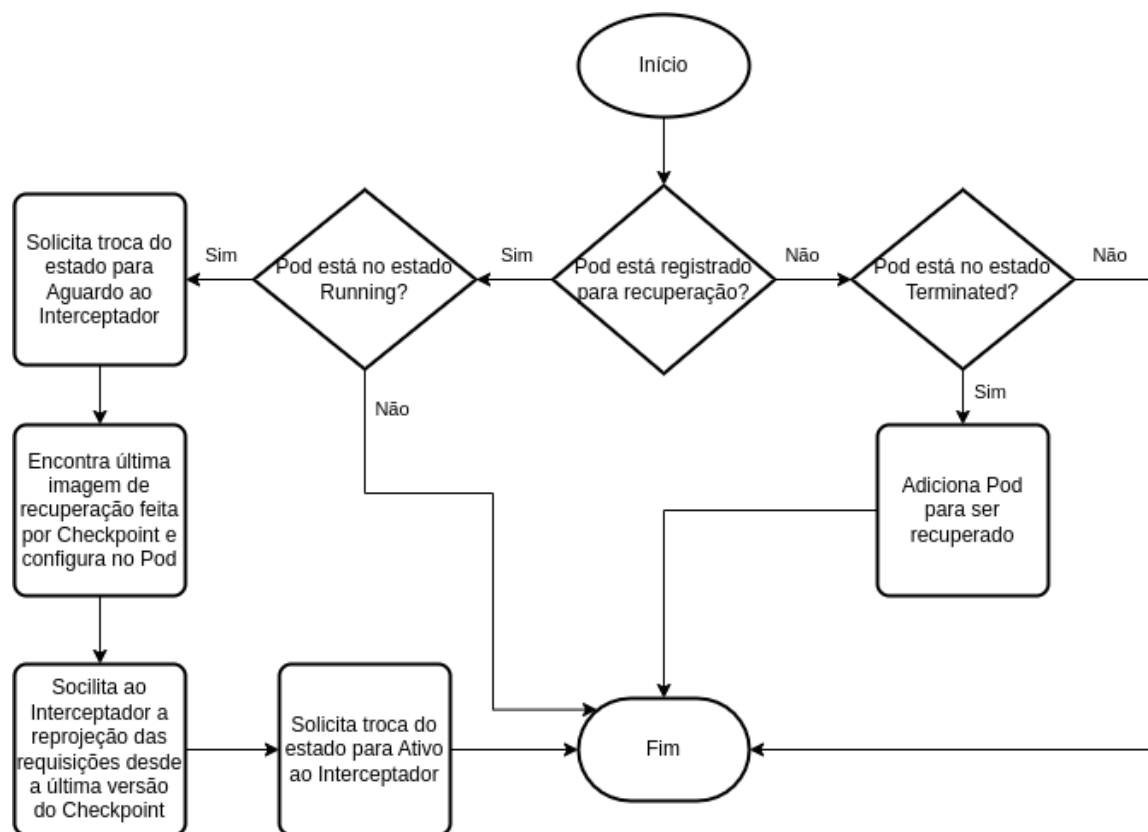 Início
Solicita troca do
estado para
Aguardo ao
Interceptador
Sim
Pod está no estado
Running?
Sim
Pod está registrado
para recuperação?
Não
Pod está no estado
Terminated?
Não
Não
Sim
Encontra última
imagem de
recuperação feita
por Checkpoint e
configura no Pod
Adiciona Pod
para ser
recuperado
Socilita ao
Interceptador a
reprojeção das
requisições desde
a última versão
do Checkpoint
Solicita troca do
estado para Ativo
ao Interceptador
Fim